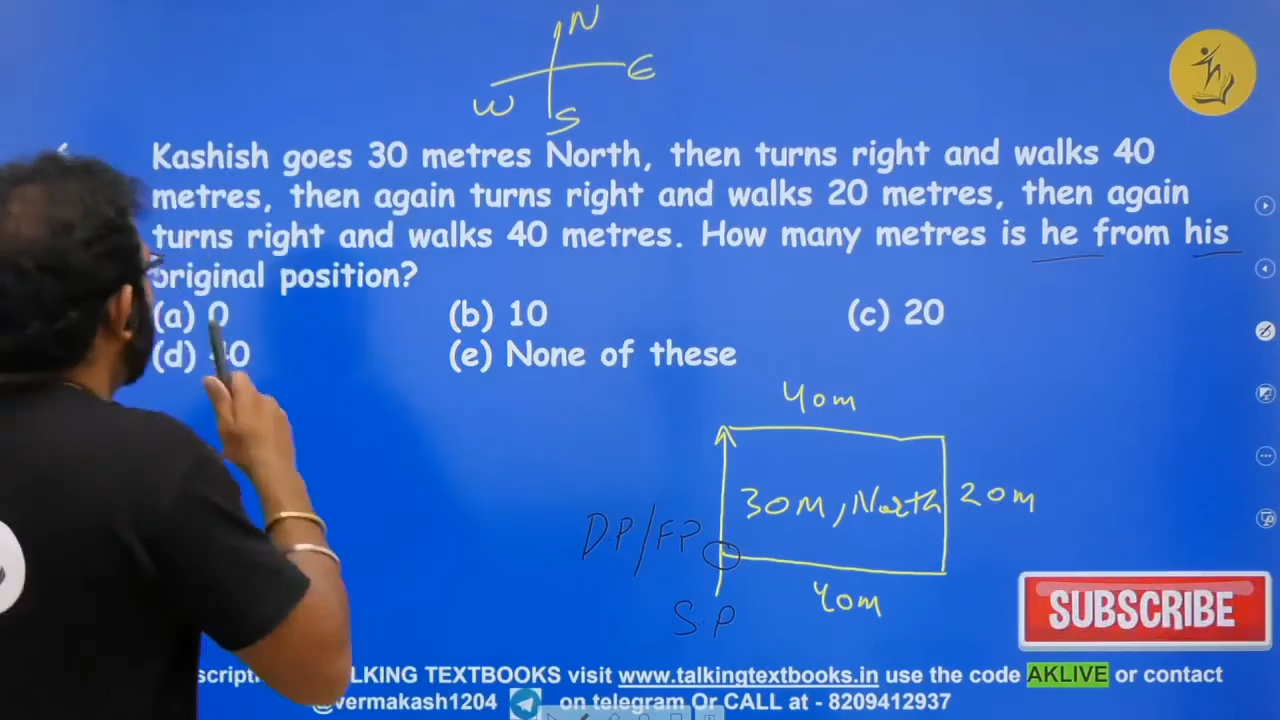 N
W
E
S
Kashish goes 30 metres North, then turns right and walks 40
metres, then again turns right and walks 20 metres, then again
turns right and walks 40 metres. How many metres is he from his
original position?
(a) 0 (b) 10 (c) 20
(d) 40 (e) None of these
40m
30M, North 20m
D.P/F.P
40m
S.P
SUBSCRIBE
LKING TEXTBOOKS visit www.talkingtextbooks.in use the code AKLIVE or contact
@vermakash1204 on telegram Or CALL at - 8209412937